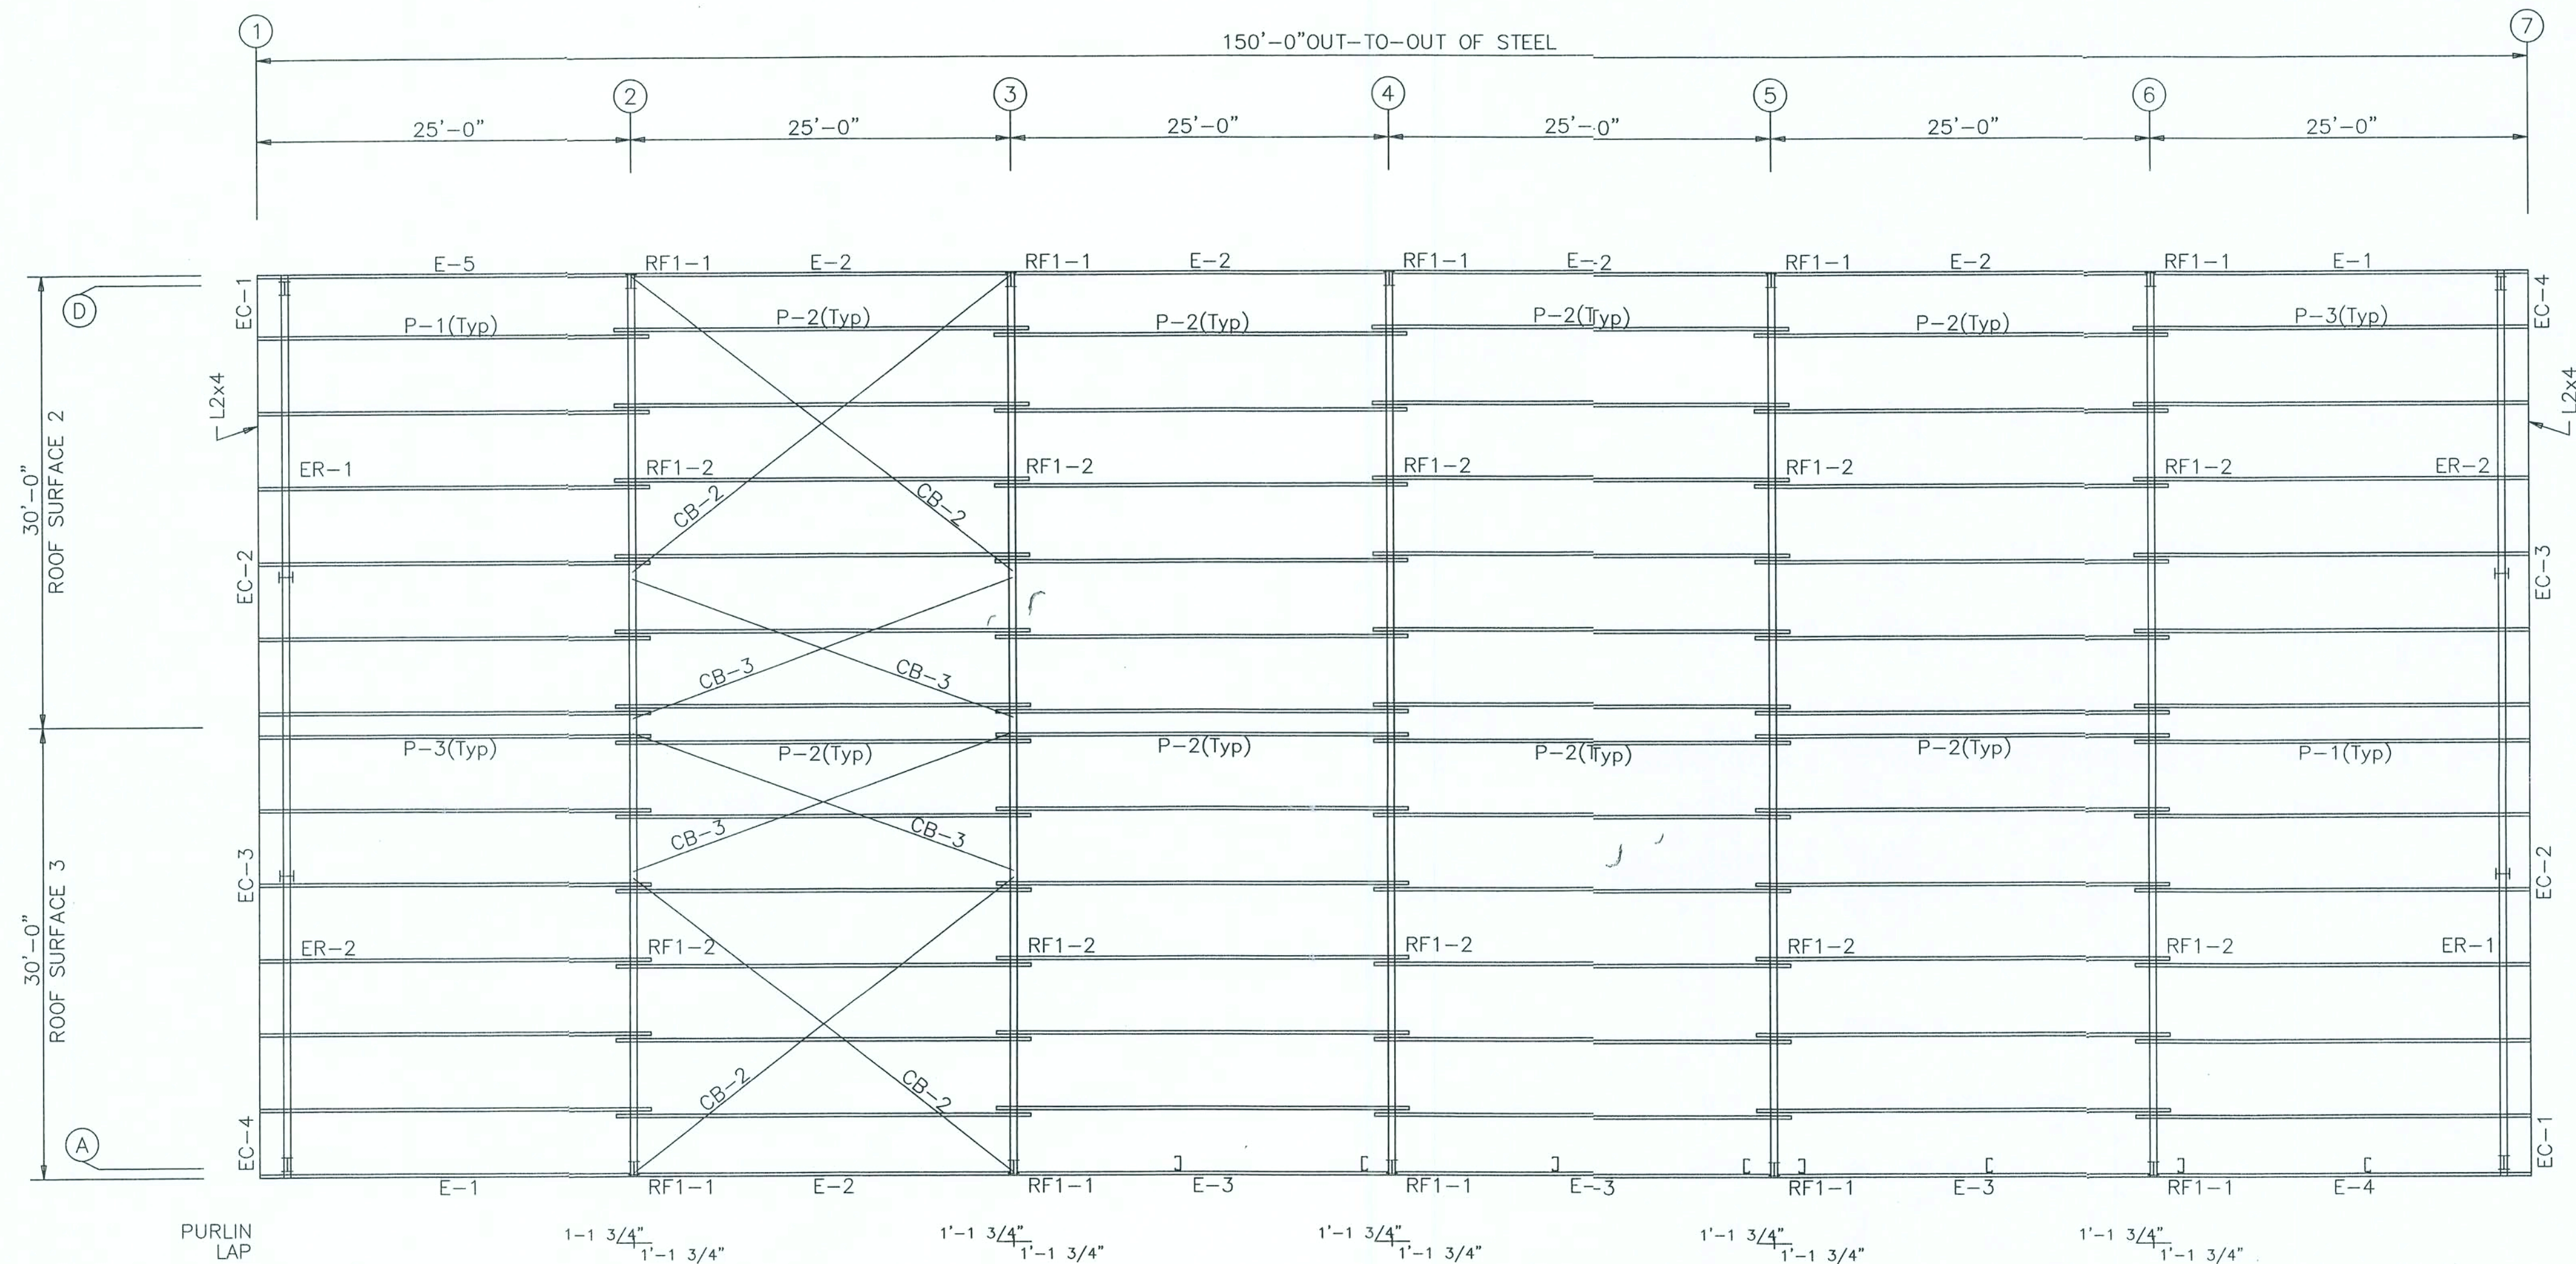 1
7
150'-0"OUT-TO-OUT OF STEEL
2
3
4
5
6
25'-0"
25'-0"
25'-0"
25'-0"
25'-0"
25'-0"
E-5
RF1-1
E-2
RF1-1
E-2
RF1-1
E-2
RF1-1
E-2
RF1-1
E-1
D
EC-1
EC-4
P-1(Typ)
P-2(Typ)
P-2(Typ)
P-2(Typ)
P-2(Typ)
P-3(Typ)
L2x4
L2x4
30'-0"
ROOF SURFACE 2
ER-1
RF1-2
RF1-2
RF1-2
RF1-2
RF1-2
ER-2
CB-2
CB-2
EC-2
EC-3
CB-3
CB-3
P-3(Typ)
P-2(Typ)
P-2(Typ)
P-2(Typ)
P-2(Typ)
P-1(Typ)
CB-3
CB-3
EC-3
EC-2
30'-0"
ROOF SURFACE 3
ER-2
RF1-2
RF1-2
RF1-2
RF1-2
RF1-2
ER-1
CB-2
CB-2
A
EC-4
EC-1
E-1
RF1-1
E-2
RF1-1
E-3
RF1-1
E-3
RF1-1
E-3
RF1-1
E-4
PURLIN
LAP
1-1 3/4"
1'-1 3/4"
1'-1 3/4"
1'-1 3/4"
1'-1 3/4"
1'-1 3/4"
1'-1 3/4"
1'-1 3/4"
1'-1 3/4"
1'-1 3/4"